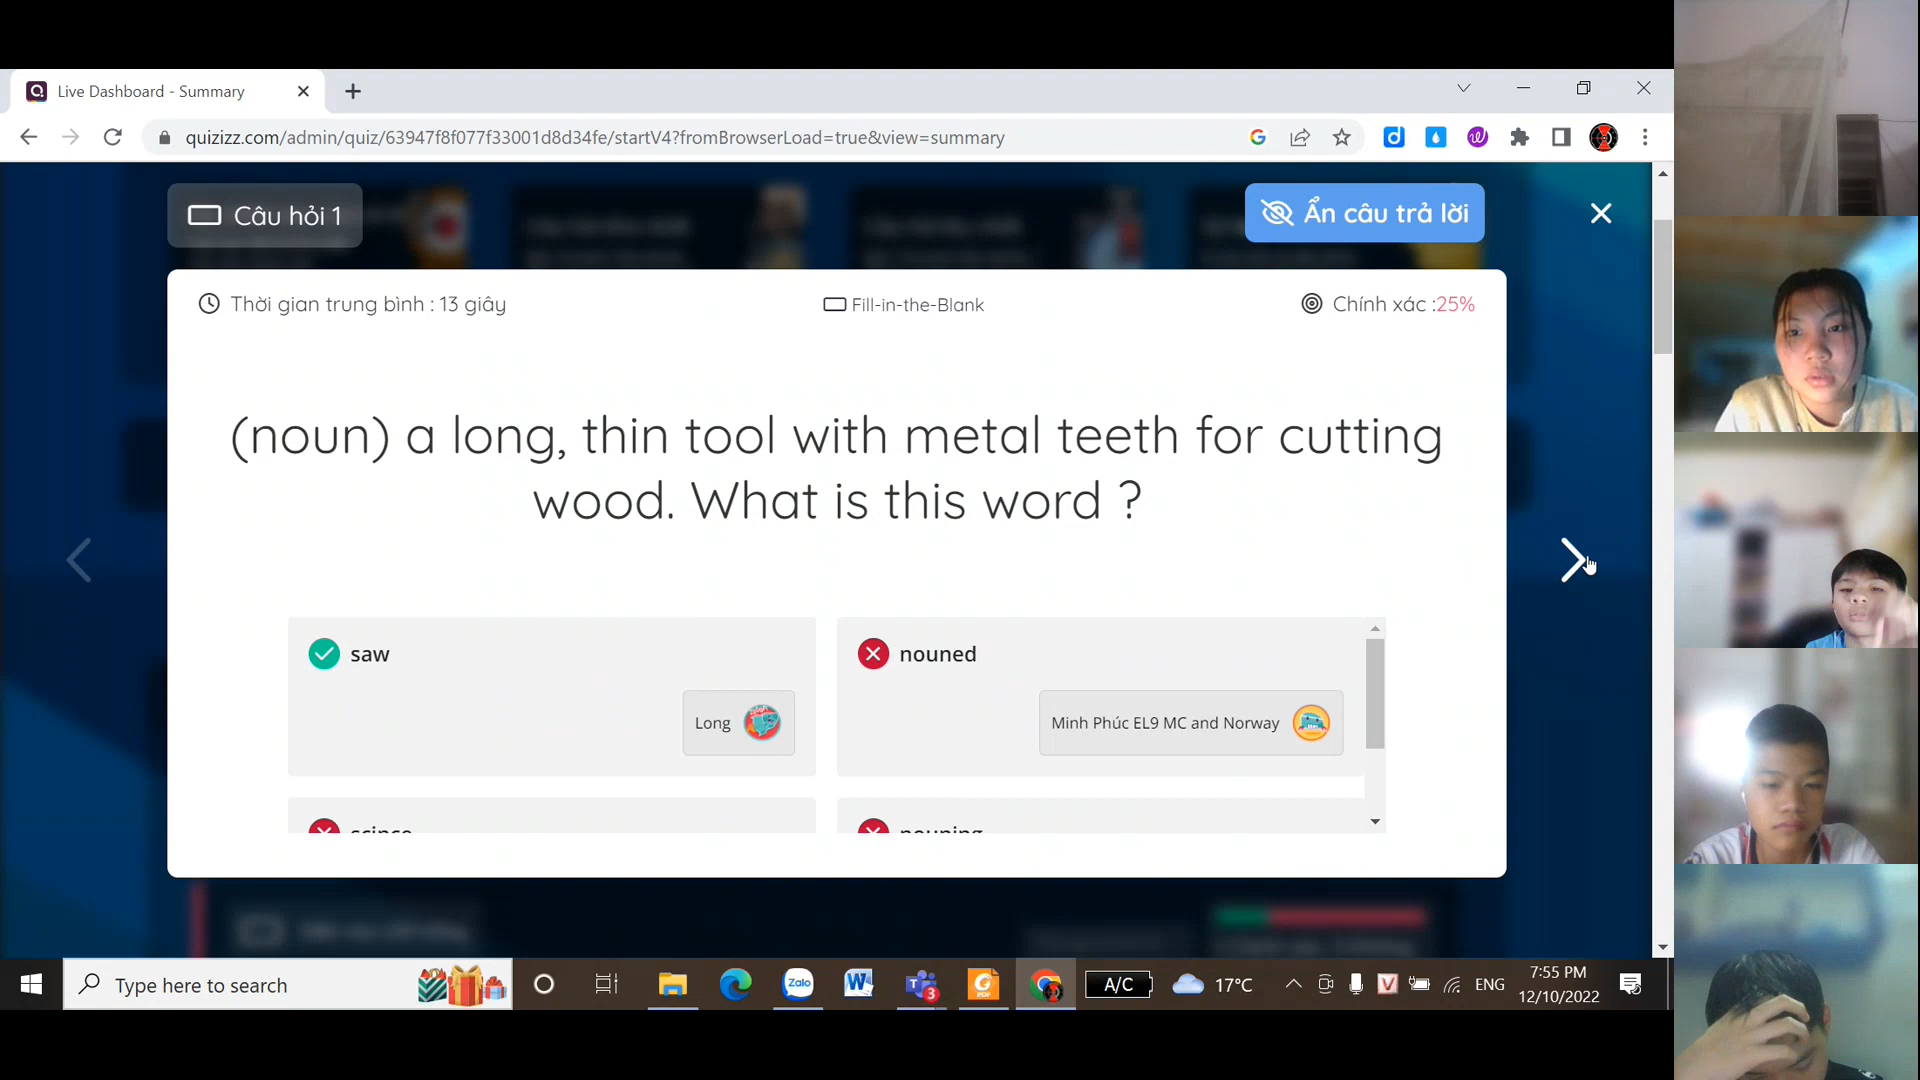 Live Dashboard - Summary
quizizz.com/admin/quiz/63947f8f077f33001d8d34fe/startV4?fromBrowserLoad=true&view=summary
Câu hỏi 1
Ẩn câu trả lời
Thời gian trung bình : 13 giây
Fill-in-the-Blank
Chính xác :25%
(noun) a long, thin tool with metal teeth for cutting
wood. What is this word ?
saw
Long
nouned
Minh Phúc EL9 MC and Norway
Type here to search
Zalo
W
3
PDF
A/C
17°C
V
ENG
7:55 PM
12/10/2022